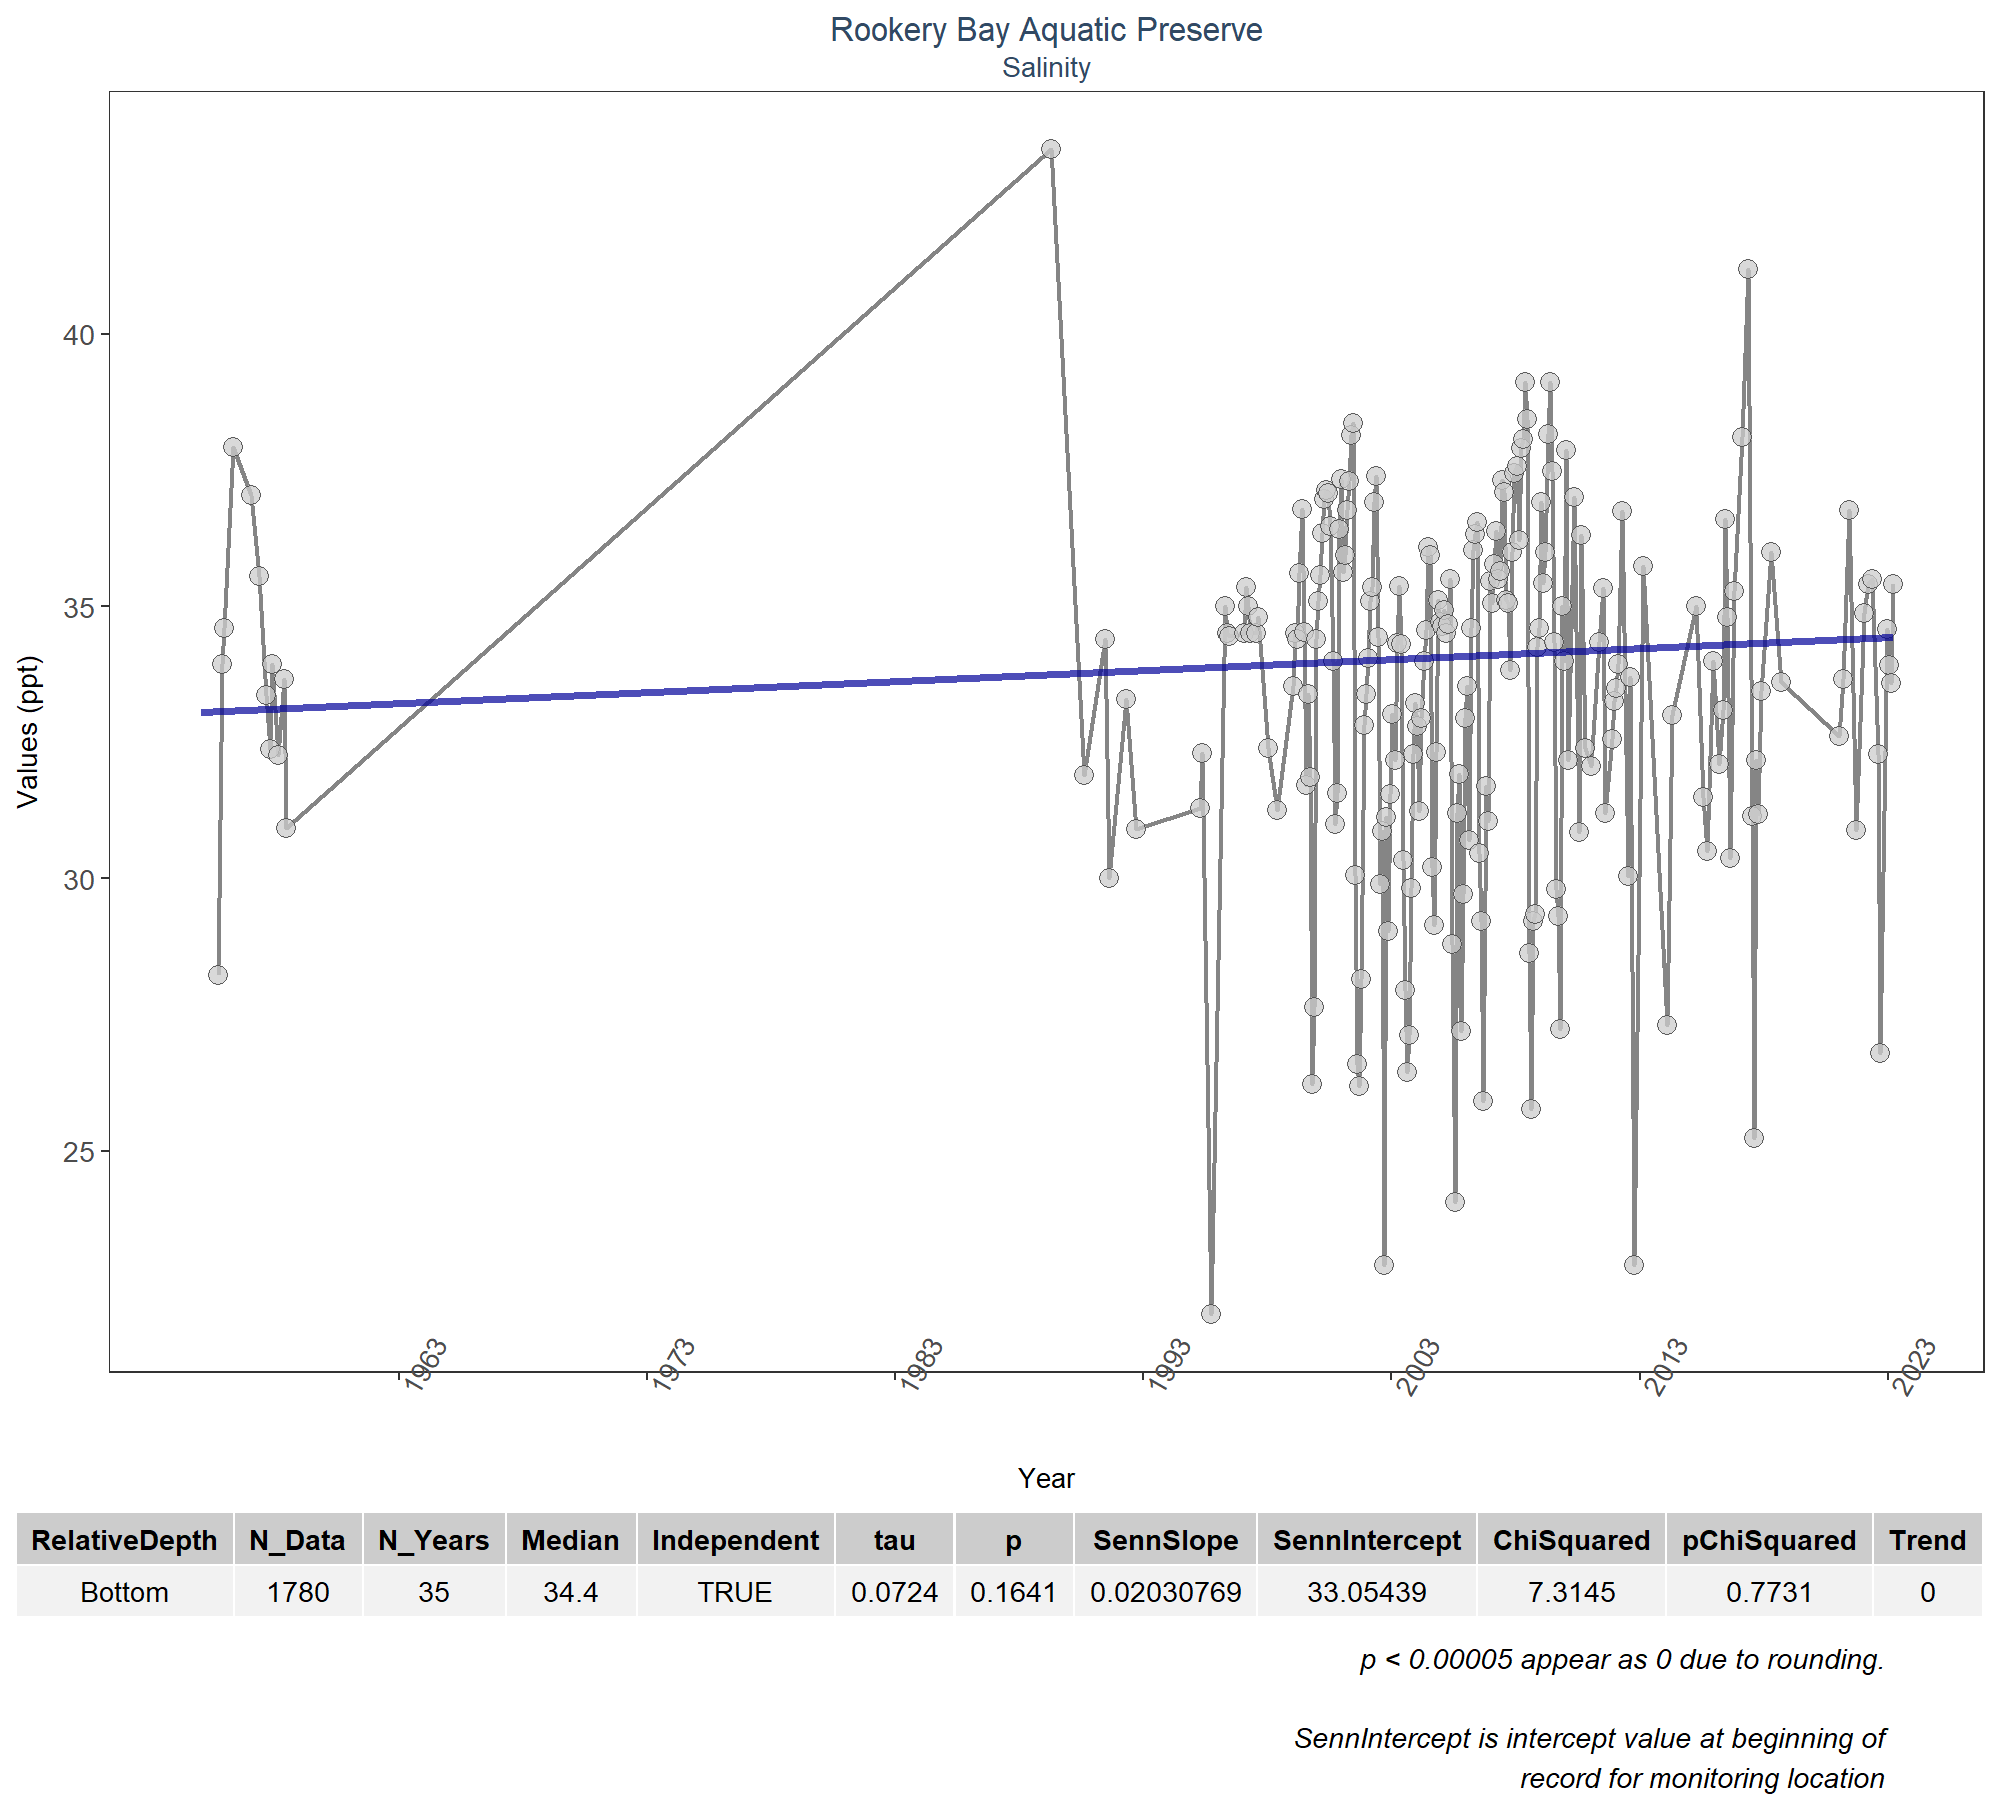 Rookery Bay Aquatic Preserve
Salinity
Values (ppt)
40
35
30
25
1963
1973
1983
1993
2003
2013
2023
Year
RelativeDepth N_Data N_Years Median Independent tau p SennSlope SennIntercept ChiSquared pChiSquared Trend
Bottom 1780 35 34.4 TRUE 0.0724 0.1641 0.02030769 33.05439 7.3145 0.7731 0
p < 0.00005 appear as 0 due to rounding.
SennIntercept is intercept value at beginning of
record for monitoring location